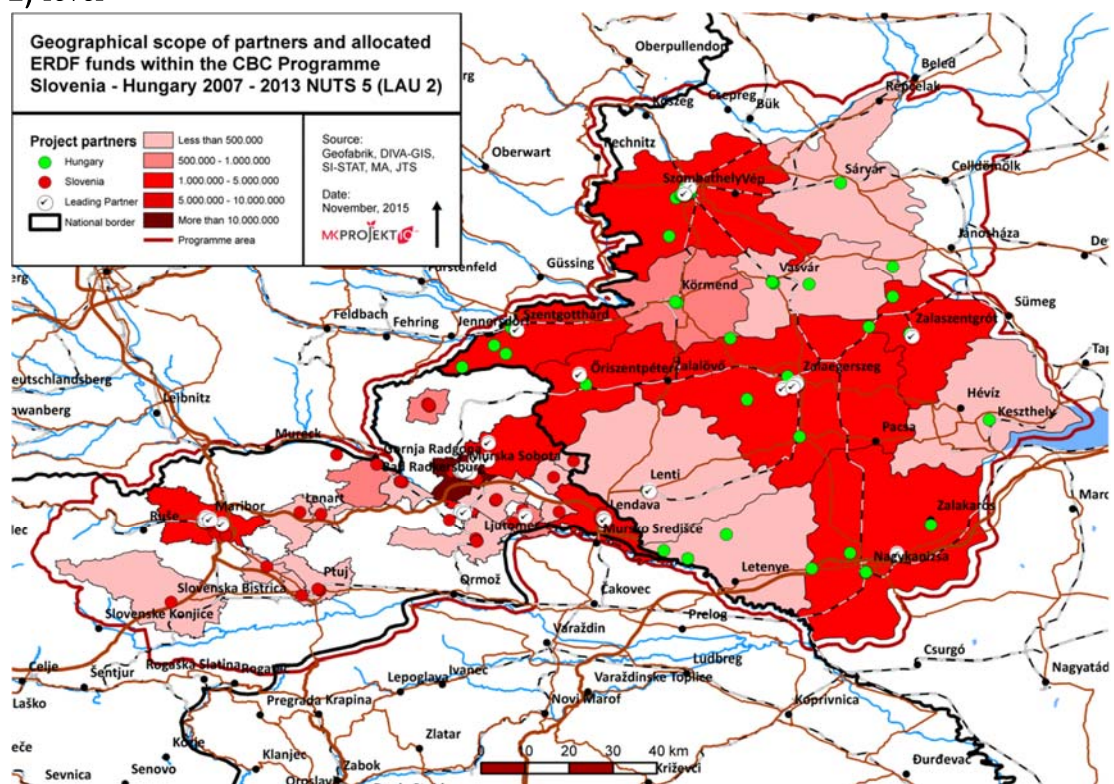 Geographical scope of partners and allocated
ERDF funds within the CBC Programme
Slovenia - Hungary 2007 - 2013 NUTS 5 (LAU 2)
Project partners
Hungary
Slovenia
Leading Partner
National border
Less than 500.000
500.000 - 1.000.000
1.000.000 - 5.000.000
5.000.000 - 10.000.000
More than 10.000.000
Programme area
Source:
Geofabrik, DIVA-GIS,
SI-STAT, MA, JTS
Date:
November, 2015
MKPROJEKT
Oberpullendorf
Beled
Répcelak
Csepreg
Bük
Kőszeg
Rechnitz
Oberwart
Szombathely
Vép
Sárvár
Celldömölk
Jánosháza
Güssing
Fürstenfeld
Körmend
Vasvár
Sümeg
Feldbach
Fehring
Jennersdorf
Szentgotthárd
Zalaszentgrót
Őriszentpéter
Zalalövő
Zalaegerszeg
Deutschlandsberg
Leibnitz
Hévíz
Keszthely
Mureck
Pacsa
Gornja Radgona
Bad Radkersburg
Murska Sobota
Lenti
Lenart
Lendava
Zalakaros
Ruše
Maribor
Ljutomer
Mursko Središče
Nagykanizsa
Ptuj
Letenye
Slovenska Bistrica
Ormož
Čakovec
Slovenske Konjice
Prelog
Varaždin
Csurgó
Celje
Šentjur
Rogaška Slatina
Rogatec
Ivanec
Ludbreg
Nagyatád
Laško
Lepoglava
Varaždinske Toplice
Pregrada
Krapina
Novi Marof
Koprivnica
Zlatar
Klanjec
Senovo
Sevnica
Zabok
Križevci
Đurđevac
0 10 20 30 40 km